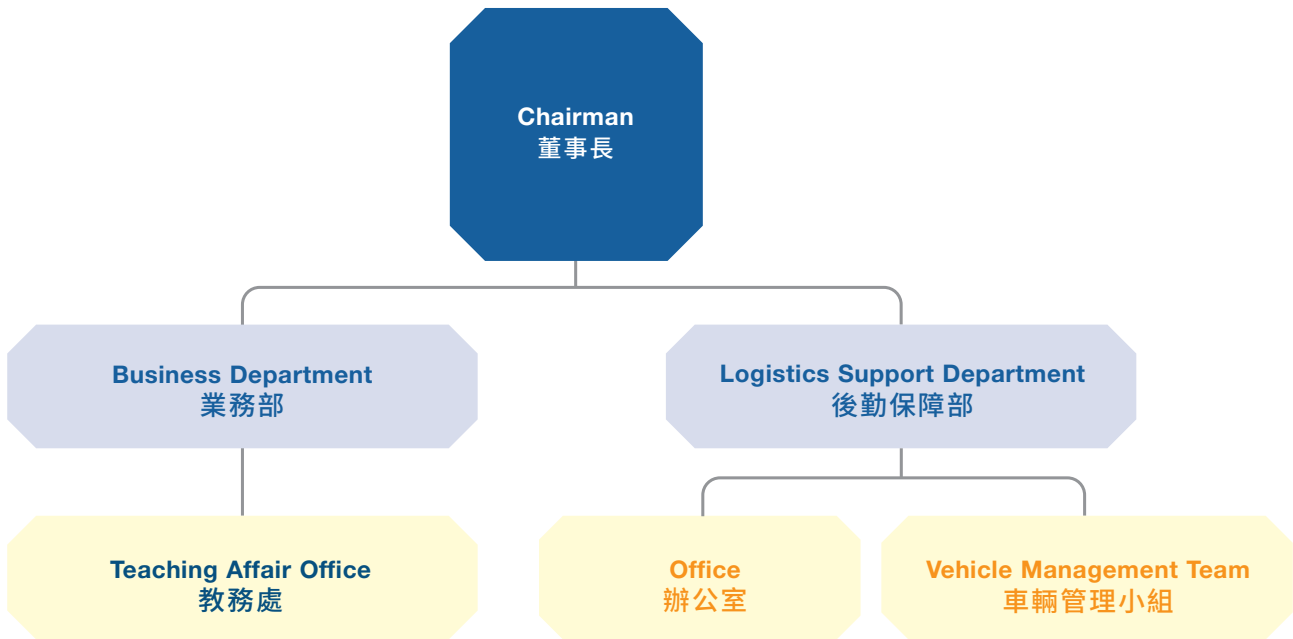 Chairman
董事長
Business Department
業務部
Logistics Support Department
後勤保障部
Teaching Affair Office
教務處
Office
辦公室
Vehicle Management Team
車輛管理小組